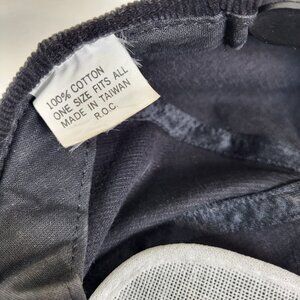 100% COTTON
ONE SIZE FITS ALL
MADE IN TAIWAN
R.O.C.